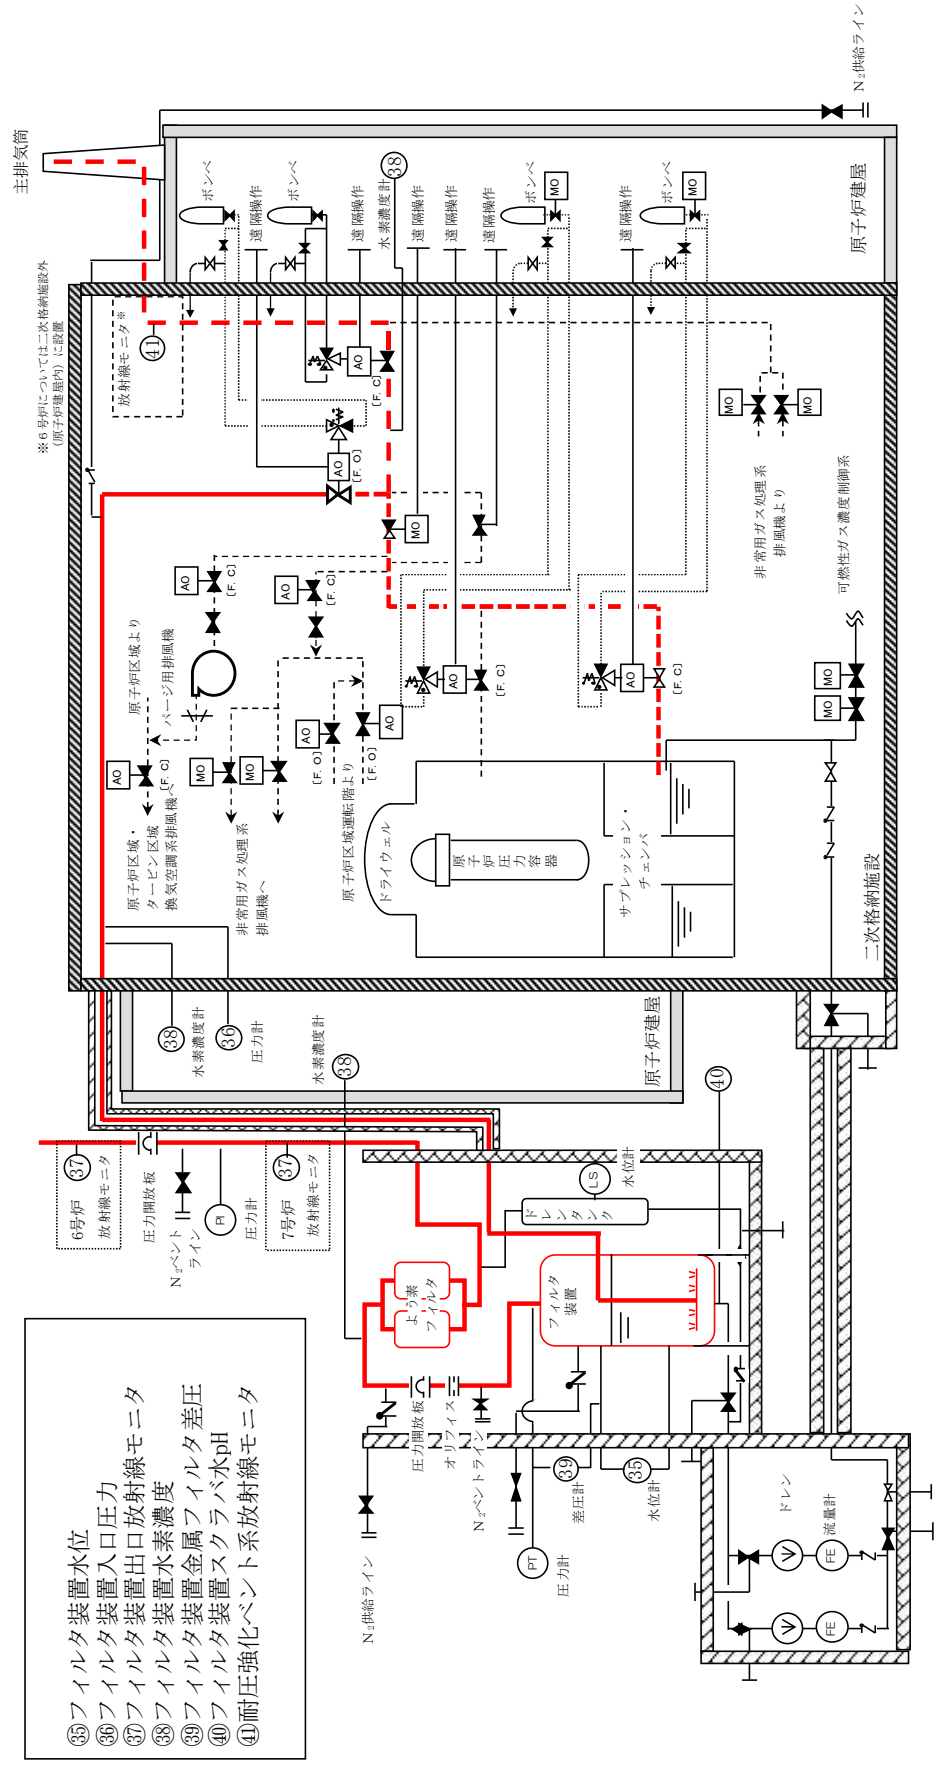 ㉟フィルタ装置水位
㊱フィルタ装置入口圧力
㊲フィルタ装置出口放射線モニタ
㊳フィルタ装置水素濃度
㊴フィルタ装置金属フィルタ差圧
㊵フィルタ装置スクラバ水pH
㊶耐圧強化ベント系放射線モニタ
主排気筒
※6号炉については二次格納施設外
（原子炉建屋内）に設置
放射線モニタ※
㊶
ボンベ
遠隔操作
ボンベ
遠隔操作
水素濃度計
㊳
遠隔操作
遠隔操作
遠隔操作
ボンベ
MO
遠隔操作
ボンベ
MO
原子炉建屋
N₂供給ライン
AO
(F.C)
AO
(F.O)
MO
AO
(F.C)
AO
(F.C)
原子炉区域より
パージ用排風機
AO
(F.C)
MO
MO
AO
(F.O)
AO
(F.O)
AO
(F.C)
AO
(F.C)
MO
MO
非常用ガス処理系
排風機より
可燃性ガス濃度制御系
MO
MO
原子炉区域・
タービン区域
換気空調系排風機へ
非常用ガス処理系
排風機へ
原子炉区域運転階より
ドライウェル
原子炉圧力容器
サプレッション・
チェンバ
二次格納施設
㊳
水素濃度計
㊱
圧力計
水素濃度計
㊳
原子炉建屋
㊵
6号炉
㊲
放射線モニタ
圧力開放板
N₂ベント
ライン
PI
圧力計
7号炉
㊲
放射線モニタ
よう素
フィルタ
ドレンタンク
LS
水位計
フィルタ
装置
圧力開放板
オリフィス
N₂ベントライン
N₂供給ライン
PT
圧力計
㊴
差圧計
㉟
水位計
ドレン
流量計
FE
FE